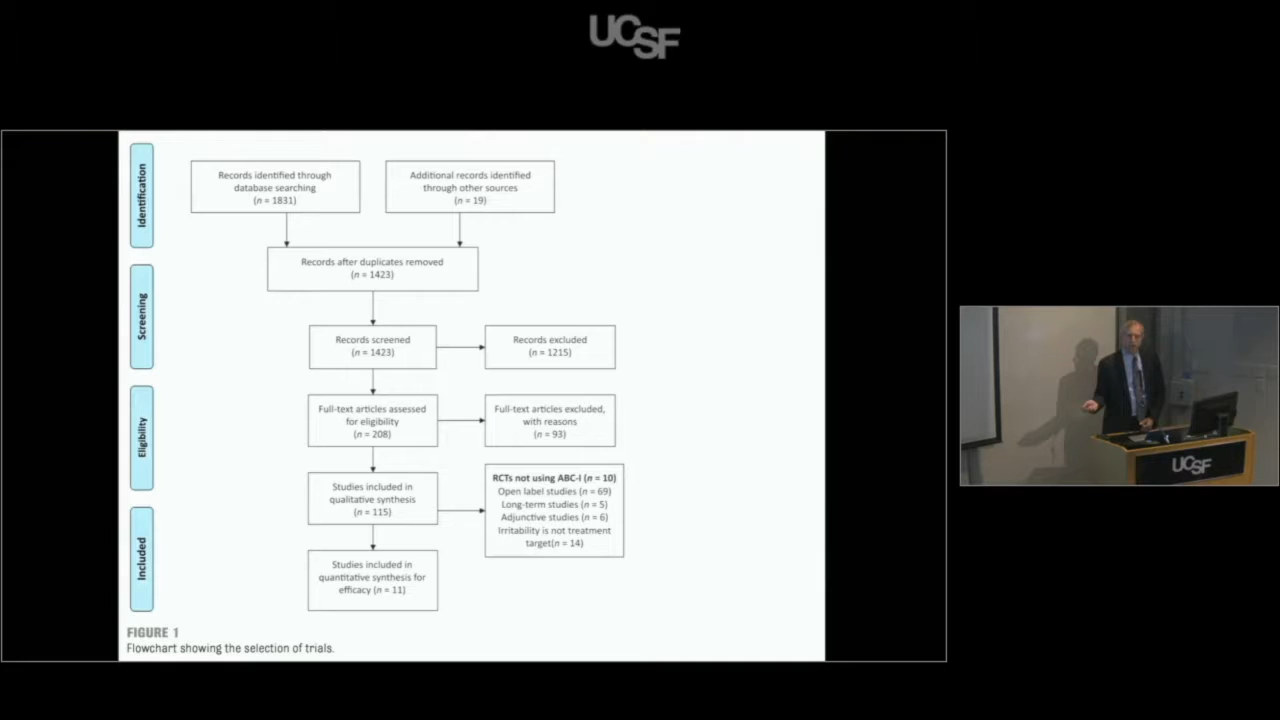 UCSF
Identification
Records identified through
database searching
(n = 1831)
Additional records identified
through other sources
(n = 19)
Records after duplicates removed
(n = 1423)
Screening
Records screened
(n = 1423)
Records excluded
(n = 1215)
Eligibility
Full-text articles assessed
for eligibility
(n = 208)
Full-text articles excluded,
with reasons
(n = 93)
Studies included in
qualitative synthesis
(n = 115)
RCTs not using ABC-I (n = 10)
Open label studies (n = 69)
Long-term studies (n = 5)
Adjunctive studies (n = 6)
Irritability is not treatment
target(n = 14)
Included
Studies included in
quantitative synthesis for
efficacy (n = 11)
FIGURE 1
Flowchart showing the selection of trials.
UCSF